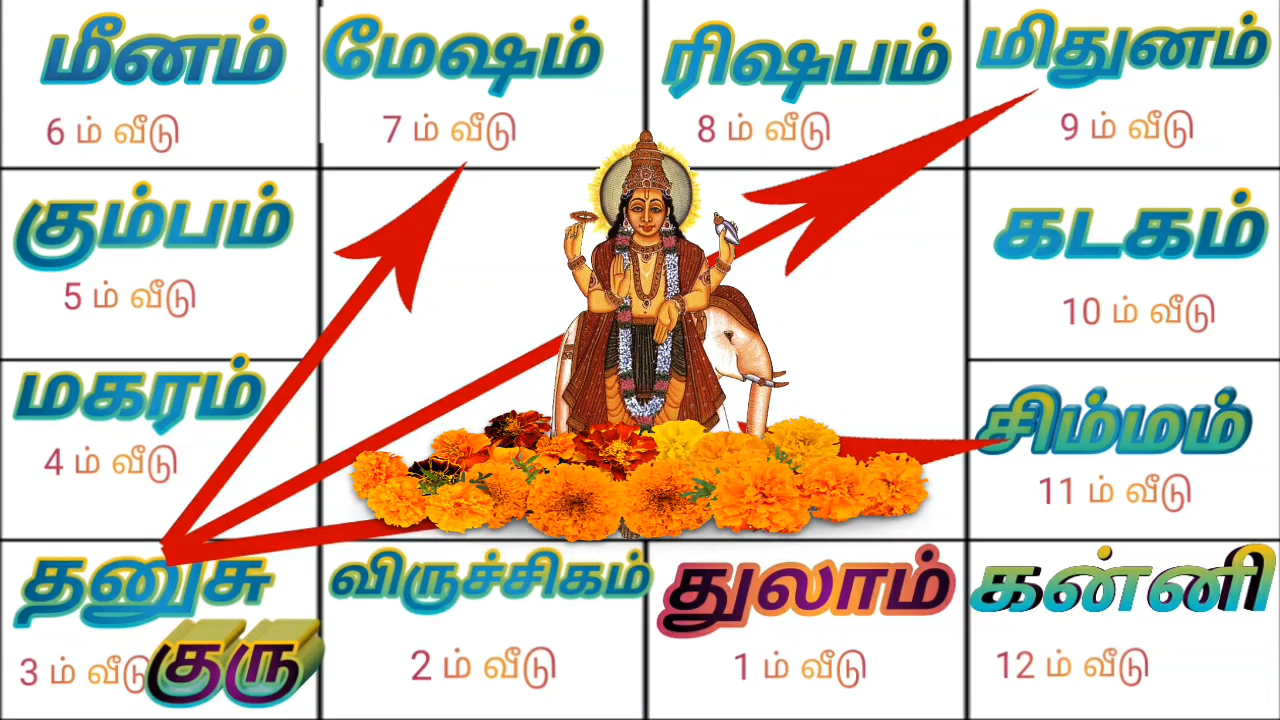 மீனம்
6 ம் வீடு
மேஷம்
7 ம் வீடு
ரிஷபம்
8 ம் வீடு
மிதுனம்
9 ம் வீடு
கும்பம்
5 ம் வீடு
கடகம்
10 ம் வீடு
மகரம்
4 ம் வீடு
சிம்மம்
11 ம் வீடு
தனுசு
3 ம் வீடு
குரு
விருச்சிகம்
2 ம் வீடு
துலாம்
1 ம் வீடு
கன்னி
12 ம் வீடு